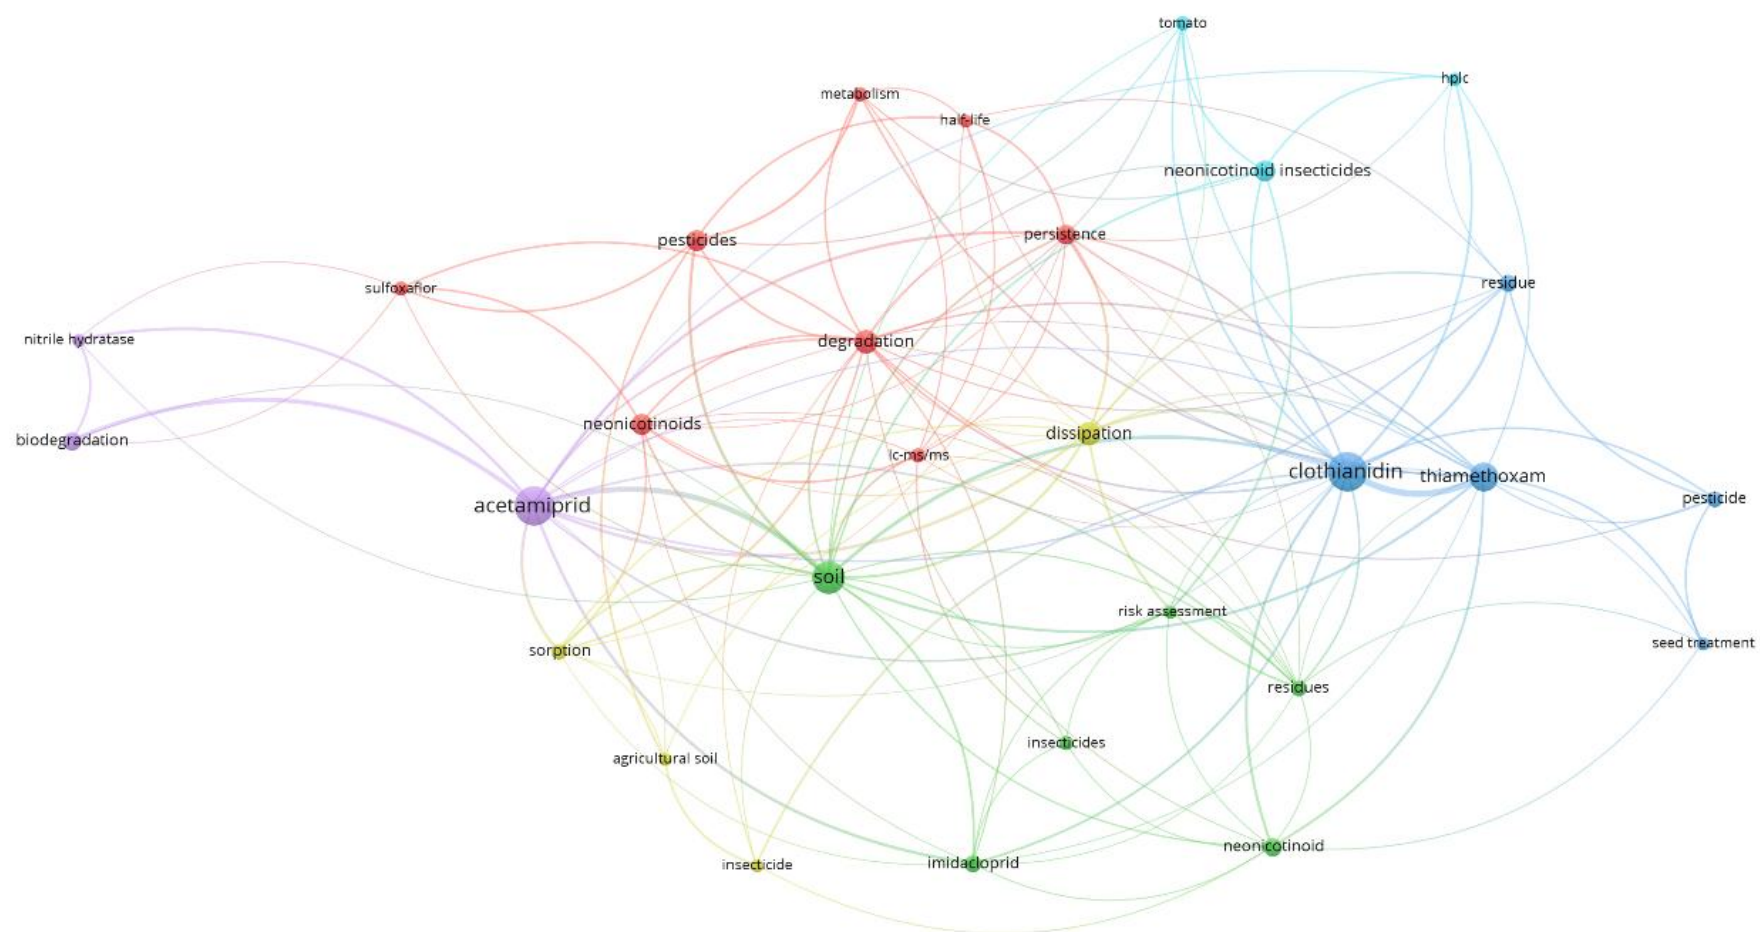 tomato
hplc
metabolism
half-life
neonicotinoid insecticides
pesticides
persistence
sulfoxaflor
residue
nitrile hydratase
degradation
biodegradation
neonicotinoids
dissipation
lc-ms/ms
clothianidin
thiamethoxam
acetamiprid
pesticide
soil
risk assessment
sorption
seed treatment
residues
insecticides
agricultural soil
neonicotinoid
insecticide
imidacloprid